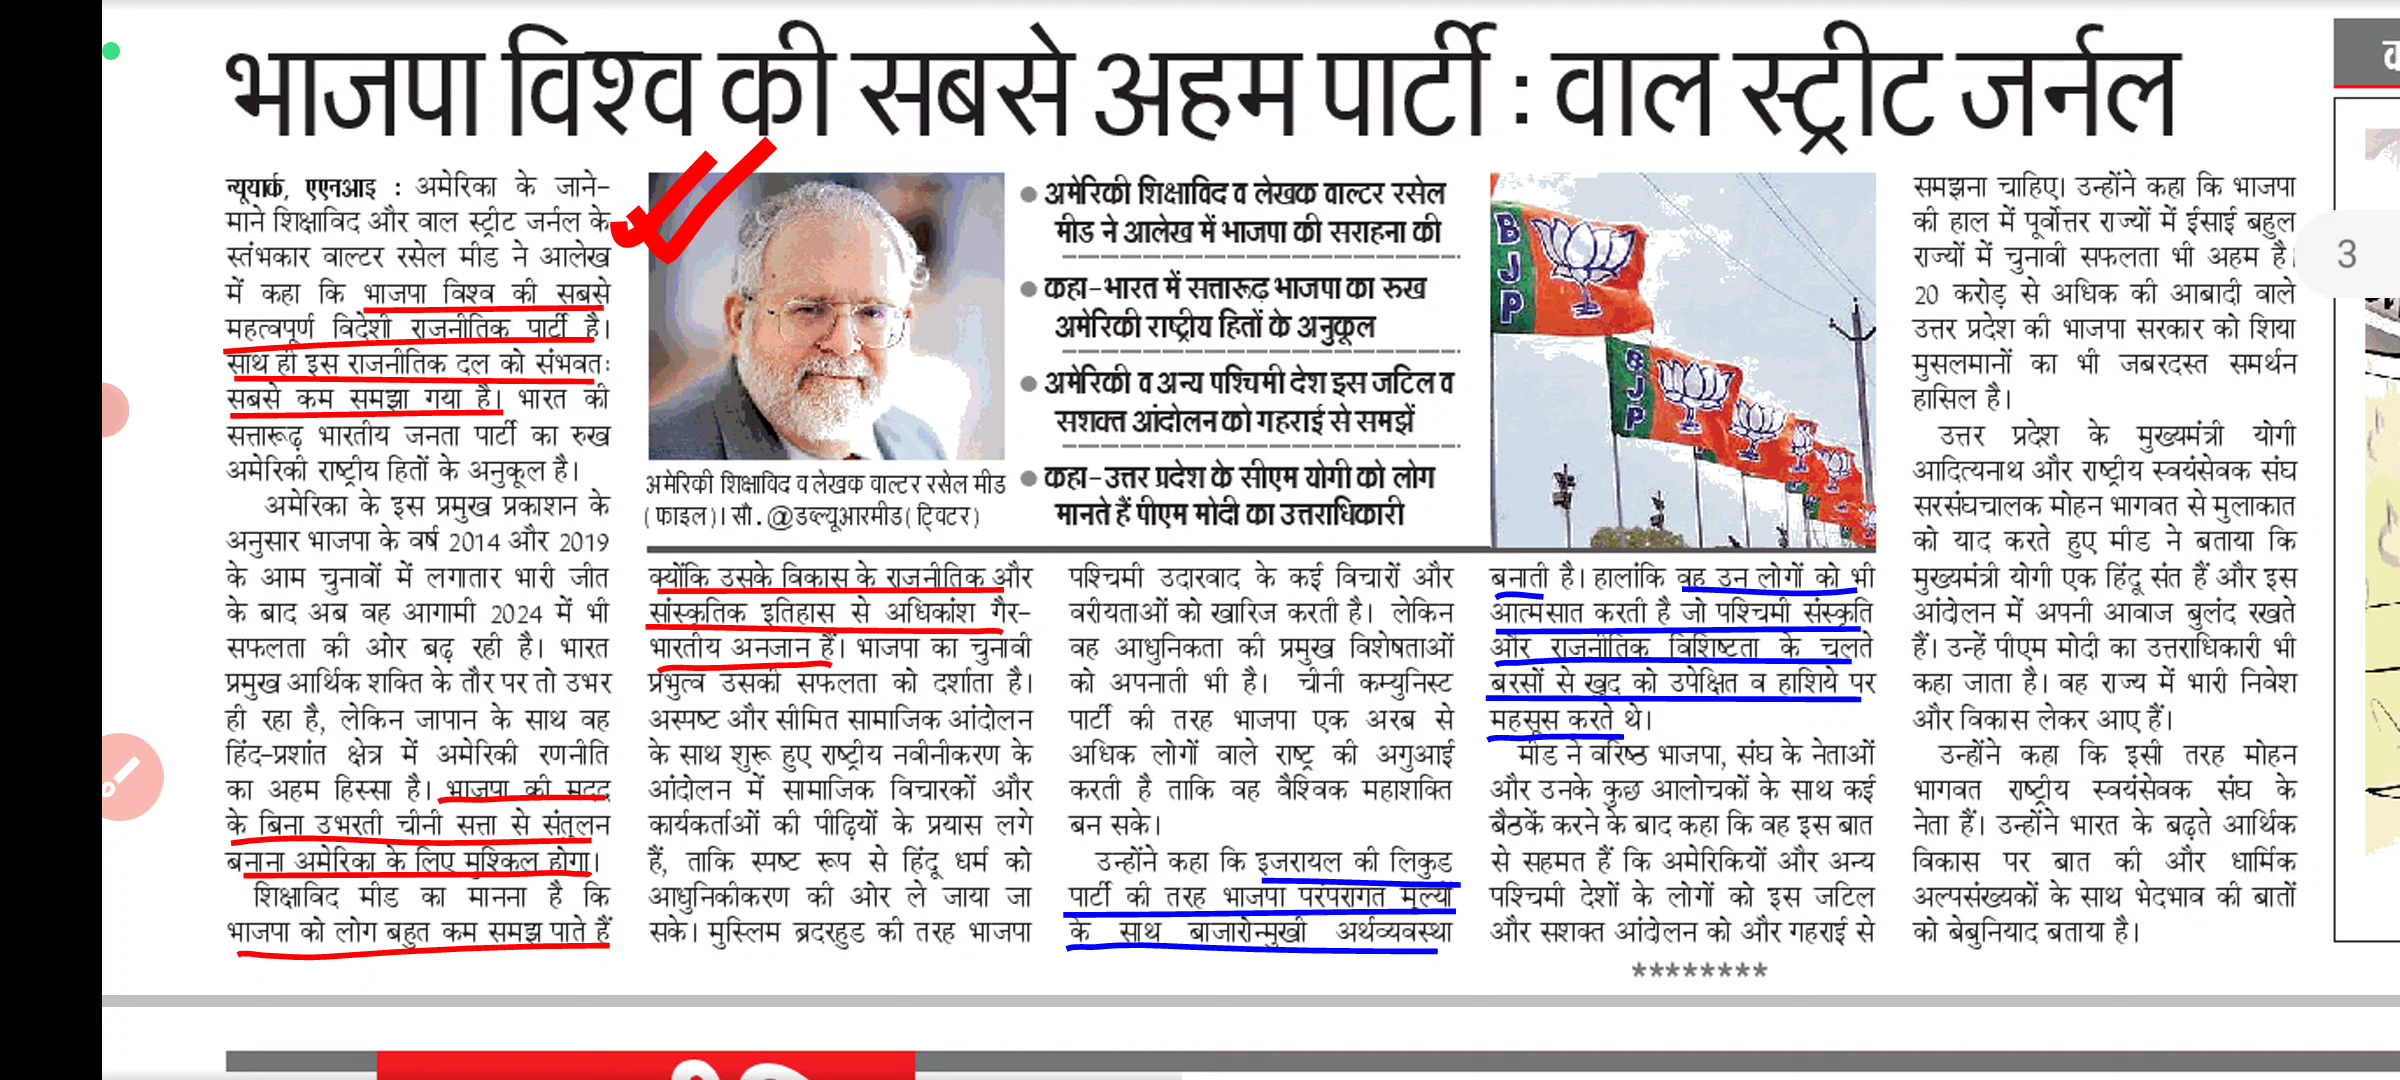 भाजपा विश्व की सबसे अहम पार्टी : वाल स्ट्रीट जर्नल
न्यूयार्क, एएनआइ : अमेरिका के जाने-
माने शिक्षाविद और वाल स्ट्रीट जर्नल के
स्तंभकार वाल्टर रसेल मीड ने आलेख
में कहा कि भाजपा विश्व की सबसे
महत्वपूर्ण विदेशी राजनीतिक पार्टी है।
साथ ही इस राजनीतिक दल को संभवतः
सबसे कम समझा गया है। भारत की
सत्तारूढ़ भारतीय जनता पार्टी का रुख
अमेरिकी राष्ट्रीय हितों के अनुकूल है।
अमेरिका के इस प्रमुख प्रकाशन के
अनुसार भाजपा के वर्ष 2014 और 2019
के आम चुनावों में लगातार भारी जीत
के बाद अब वह आगामी 2024 में भी
सफलता की ओर बढ़ रही है। भारत
प्रमुख आर्थिक शक्ति के तौर पर तो उभर
ही रहा है, लेकिन जापान के साथ वह
हिंद-प्रशांत क्षेत्र में अमेरिकी रणनीति
का अहम हिस्सा है। भाजपा की मदद
के बिना उभरती चीनी सत्ता से संतुलन
बनाना अमेरिका के लिए मुश्किल होगा।
शिक्षाविद मीड का मानना है कि
भाजपा को लोग बहुत कम समझ पाते हैं
अमेरिकी शिक्षाविद व लेखक वाल्टर रसेल मीड
(फाइल)। सौ. @डब्ल्यूआरमीड(ट्विटर)
● अमेरिकी शिक्षाविद व लेखक वाल्टर रसेल
मीड ने आलेख में भाजपा की सराहना की
● कहा-भारत में सत्तारूढ़ भाजपा का रुख
अमेरिकी राष्ट्रीय हितों के अनुकूल
● अमेरिकी व अन्य पश्चिमी देश इस जटिल व
सशक्त आंदोलन को गहराई से समझें
● कहा-उत्तर प्रदेश के सीएम योगी को लोग
मानते हैं पीएम मोदी का उत्तराधिकारी
BJP
BJP
क्योंकि उसके विकास के राजनीतिक और
सांस्कृतिक इतिहास से अधिकांश गैर-
भारतीय अनजान हैं। भाजपा का चुनावी
प्रभुत्व उसकी सफलता को दर्शाता है।
अस्पष्ट और सीमित सामाजिक आंदोलन
के साथ शुरू हुए राष्ट्रीय नवीनीकरण के
आंदोलन में सामाजिक विचारकों और
कार्यकर्ताओं की पीढ़ियों के प्रयास लगे
हैं, ताकि स्पष्ट रूप से हिंदू धर्म को
आधुनिकीकरण की ओर ले जाया जा
सके। मुस्लिम ब्रदरहुड की तरह भाजपा
पश्चिमी उदारवाद के कई विचारों और
वरीयताओं को खारिज करती है। लेकिन
वह आधुनिकता की प्रमुख विशेषताओं
को अपनाती भी है। चीनी कम्युनिस्ट
पार्टी की तरह भाजपा एक अरब से
अधिक लोगों वाले राष्ट्र की अगुआई
करती है ताकि वह वैश्विक महाशक्ति
बन सके।
उन्होंने कहा कि इजरायल की लिकुड
पार्टी की तरह भाजपा परंपरागत मूल्यों
के साथ बाजारोन्मुखी अर्थव्यवस्था
बनाती है। हालांकि वह उन लोगों को भी
आत्मसात करती है जो पश्चिमी संस्कृति
और राजनीतिक विशिष्टता के चलते
बरसों से खुद को उपेक्षित व हाशिये पर
महसूस करते थे।
मीड ने वरिष्ठ भाजपा, संघ के नेताओं
और उनके कुछ आलोचकों के साथ कई
बैठकें करने के बाद कहा कि वह इस बात
से सहमत हैं कि अमेरिकियों और अन्य
पश्चिमी देशों के लोगों को इस जटिल
और सशक्त आंदोलन को और गहराई से
********
समझना चाहिए। उन्होंने कहा कि भाजपा
की हाल में पूर्वोत्तर राज्यों में ईसाई बहुल
राज्यों में चुनावी सफलता भी अहम है।
20 करोड़ से अधिक की आबादी वाले
उत्तर प्रदेश की भाजपा सरकार को शिया
मुसलमानों का भी जबरदस्त समर्थन
हासिल है।
उत्तर प्रदेश के मुख्यमंत्री योगी
आदित्यनाथ और राष्ट्रीय स्वयंसेवक संघ
सरसंघचालक मोहन भागवत से मुलाकात
को याद करते हुए मीड ने बताया कि
मुख्यमंत्री योगी एक हिंदू संत हैं और इस
आंदोलन में अपनी आवाज बुलंद रखते
हैं। उन्हें पीएम मोदी का उत्तराधिकारी भी
कहा जाता है। वह राज्य में भारी निवेश
और विकास लेकर आए हैं।
उन्होंने कहा कि इसी तरह मोहन
भागवत राष्ट्रीय स्वयंसेवक संघ के
नेता हैं। उन्होंने भारत के बढ़ते आर्थिक
विकास पर बात की और धार्मिक
अल्पसंख्यकों के साथ भेदभाव की बातों
को बेबुनियाद बताया है।
3